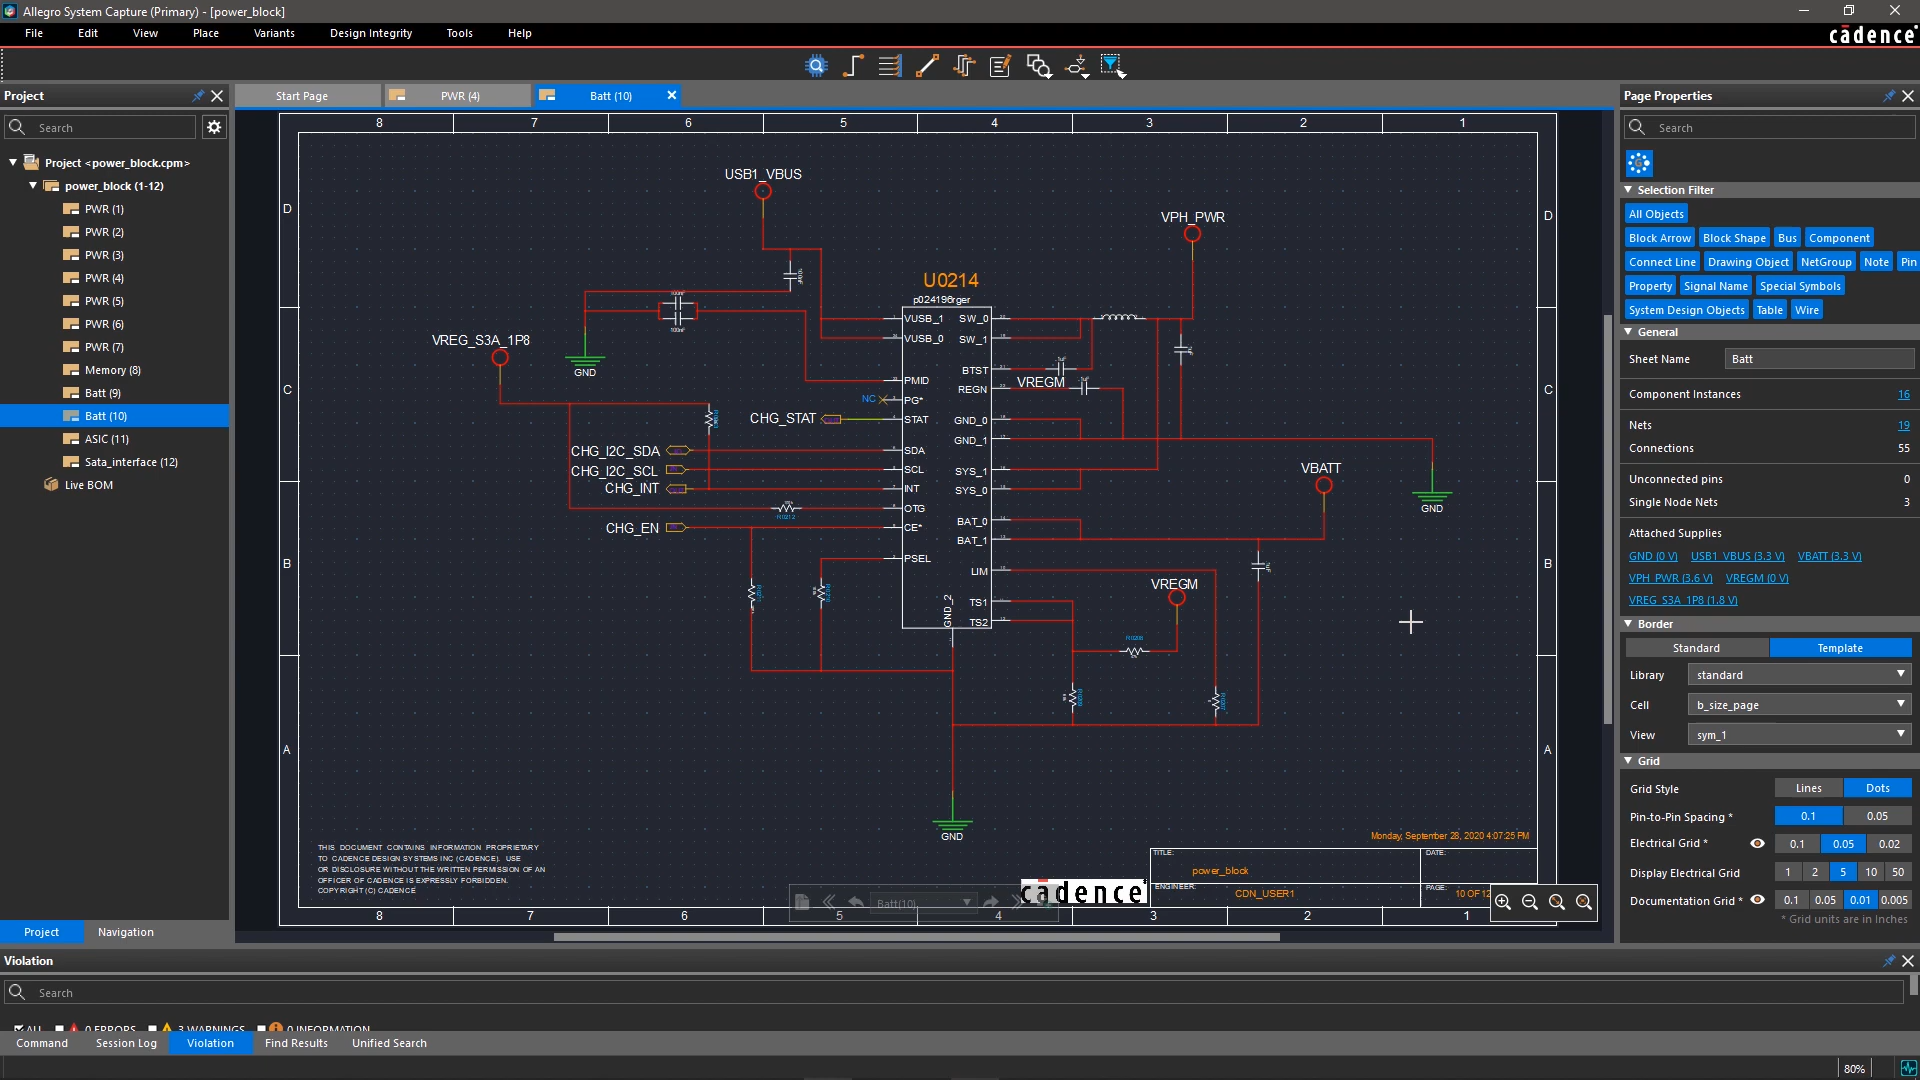 Allegro System Capture (Primary) - [power_block]
File Edit View Place Variants Design Integrity Tools Help
cādence
Project
Search
Project <power_block.cpm>
power_block (1-12)
PWR (1)
PWR (2)
PWR (3)
PWR (4)
PWR (5)
PWR (6)
PWR (7)
Memory (8)
Batt (9)
Batt (10)
ASIC (11)
Sata_interface (12)
Live BOM
Project Navigation
Start Page PWR (4) Batt (10)
8 7 6 5 4 3 2 1
D D
C C
B B
A A
USB1_VBUS
VPH_PWR
U0214
VREG_S3A_1P8
GND
100nF
VUSB_1 SW_0
VUSB_0 SW_1
BTST
PMID REGN
VREGM
NC PG*
CHG_STAT STAT GND_0
GND_1
CHG_I2C_SDA SDA
CHG_I2C_SCL SCL SYS_1
CHG_INT INT SYS_0
OTG
R0212
CHG_EN CE* BAT_0
BAT_1
PSEL LIM
GND_2
TS1
TS2
VBATT
GND
VREGM
R0208
GND
THIS DOCUMENT CONTAINS INFORMATION PROPRIETARY
TO CADENCE DESIGN SYSTEMS INC (CADENCE). USE
OR DISCLOSURE WITHOUT THE WRITTEN PERMISSION OF AN
OFFICER OF CADENCE IS EXPRESSLY FORBIDDEN.
COPYRIGHT (C) CADENCE
Monday, September 28, 2020 4:07:25 PM
TITLE: DATE:
power_block
ENGINEER: PAGE:
CDN_USER1 10 OF 12
cādence
Batt(10)
8 7 6 5 4 3 2 1
Page Properties
Search
Selection Filter
All Objects
Block Arrow Block Shape Bus Component
Connect Line Drawing Object NetGroup Note Pin
Property Signal Name Special Symbols
System Design Objects Table Wire
General
Sheet Name Batt
Component Instances 16
Nets 19
Connections 55
Unconnected pins 0
Single Node Nets 3
Attached Supplies
GND (0 V) USB1_VBUS (3.3 V) VBATT (3.3 V)
VPH_PWR (3.6 V) VREGM (0 V)
VREG_S3A_1P8 (1.8 V)
Border
Standard Template
Library standard
Cell b_size_page
View sym_1
Grid
Grid Style Lines Dots
Pin-to-Pin Spacing * 0.1 0.05
Electrical Grid * 0.1 0.05 0.02
Display Electrical Grid 1 2 5 10 50
Documentation Grid * 0.1 0.05 0.01 0.005
* Grid units are in Inches
Violation
Search
ALL 0 ERRORS 3 WARNINGS 0 INFORMATION
Command Session Log Violation Find Results Unified Search
80%